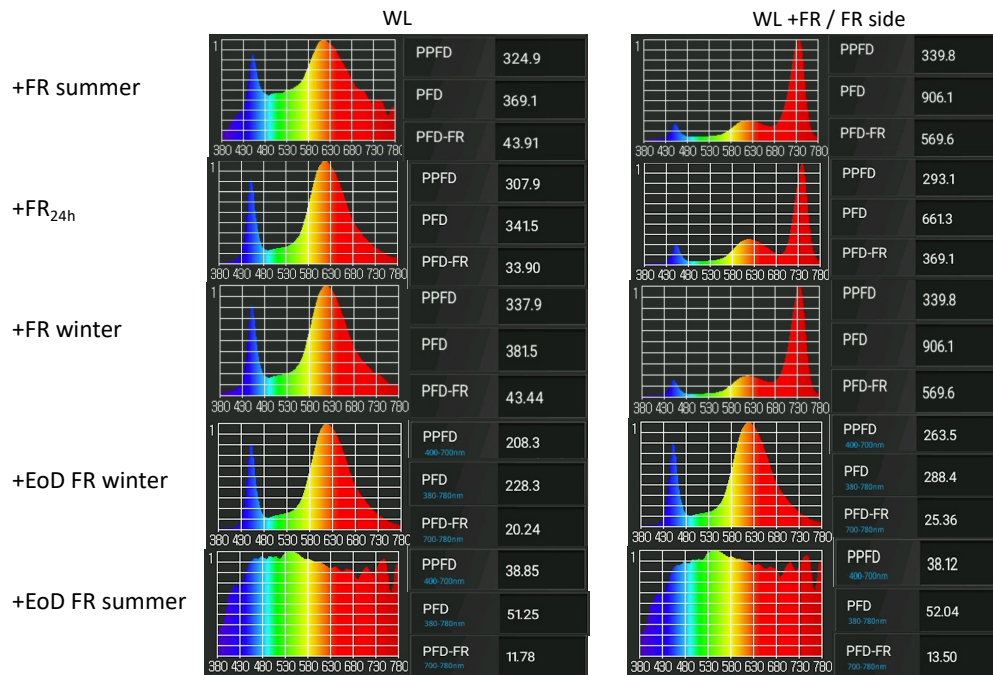 WL
WL +FR / FR side
+FR summer
1
PPFD 324.9
PFD 369.1
PFD-FR 43.91
380 430 480 530 580 630 680 730 780
1
PPFD 339.8
PFD 906.1
PFD-FR 569.6
380 430 480 530 580 630 680 730 780
+FR24h
1
PPFD 307.9
PFD 341.5
PFD-FR 33.90
380 430 480 530 580 630 680 730 780
1
PPFD 293.1
PFD 661.3
PFD-FR 369.1
380 430 480 530 580 630 680 730 780
+FR winter
1
PPFD 337.9
PFD 381.5
PFD-FR 43.44
380 430 480 530 580 630 680 730 780
1
PPFD 339.8
PFD 906.1
PFD-FR 569.6
380 430 480 530 580 630 680 730 780
+EoD FR winter
1
PPFD 208.3
400-700nm
PFD 228.3
380-780nm
PFD-FR 20.24
700-780nm
380 430 480 530 580 630 680 730 780
1
PPFD 263.5
400-700nm
PFD 288.4
380-780nm
PFD-FR 25.36
700-780nm
380 430 480 530 580 630 680 730 780
+EoD FR summer
1
PPFD 38.85
400-700nm
PFD 51.25
380-780nm
PFD-FR 11.78
700-780nm
380 430 480 530 580 630 680 730 780
1
PPFD 38.12
400-700nm
PFD 52.04
380-780nm
PFD-FR 13.50
700-780nm
380 430 480 530 580 630 680 730 780